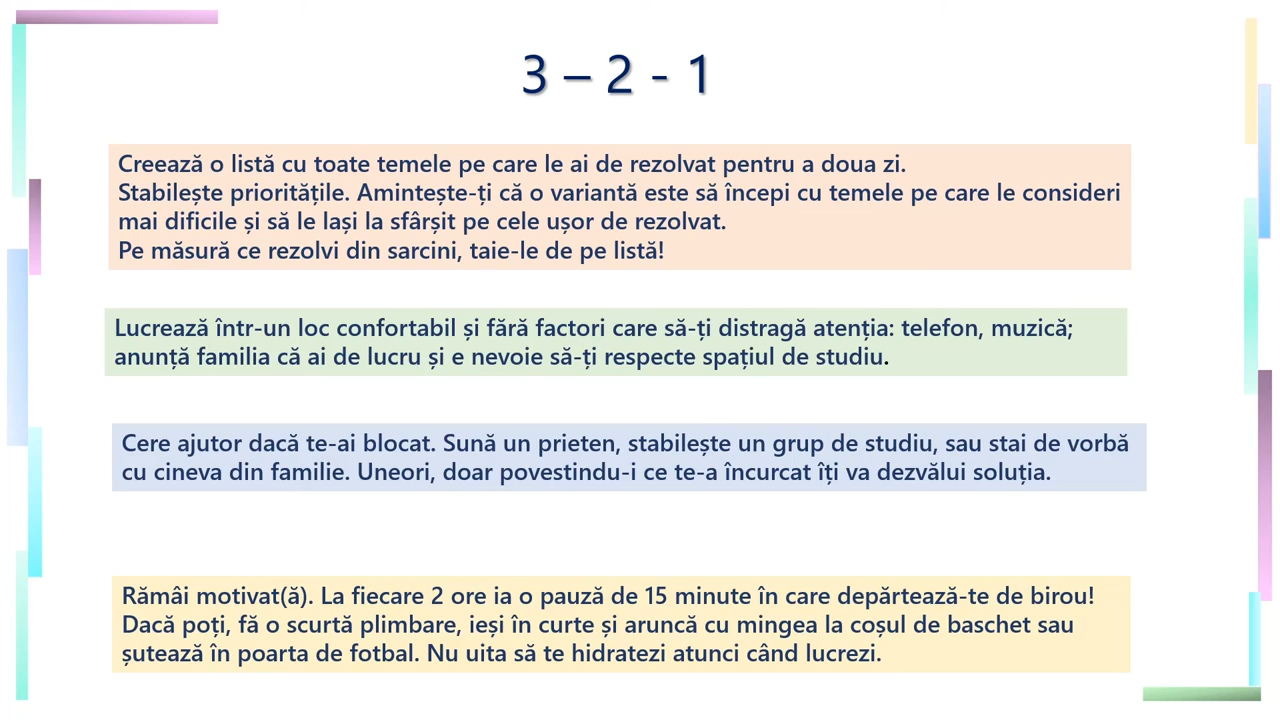 3 – 2 - 1
Creează o listă cu toate temele pe care le ai de rezolvat pentru a doua zi.
Stabilește prioritățile. Amintește-ți că o variantă este să începi cu temele pe care le consideri
mai dificile și să le lași la sfârșit pe cele ușor de rezolvat.
Pe măsură ce rezolvi din sarcini, taie-le de pe listă!
Lucrează într-un loc confortabil și fără factori care să-ți distragă atenția: telefon, muzică;
anunță familia că ai de lucru și e nevoie să-ți respecte spațiul de studiu.
Cere ajutor dacă te-ai blocat. Sună un prieten, stabilește un grup de studiu, sau stai de vorbă
cu cineva din familie. Uneori, doar povestindu-i ce te-a încurcat îți va dezvălui soluția.
Rămâi motivat(ă). La fiecare 2 ore ia o pauză de 15 minute în care depărtează-te de birou!
Dacă poți, fă o scurtă plimbare, ieși în curte și aruncă cu mingea la coșul de baschet sau
șutează în poarta de fotbal. Nu uita să te hidratezi atunci când lucrezi.